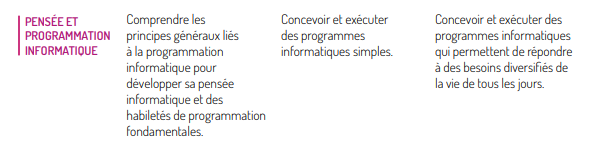 PENSÉE ET
PROGRAMMATION
INFORMATIQUE
Comprendre les
principes généraux liés
à la programmation
informatique pour
développer sa pensée
informatique et des
habiletés de programmation
fondamentales.
Concevoir et exécuter
des programmes
informatiques simples.
Concevoir et exécuter des
programmes informatiques
qui permettent de répondre
à des besoins diversifiés de
la vie de tous les jours.